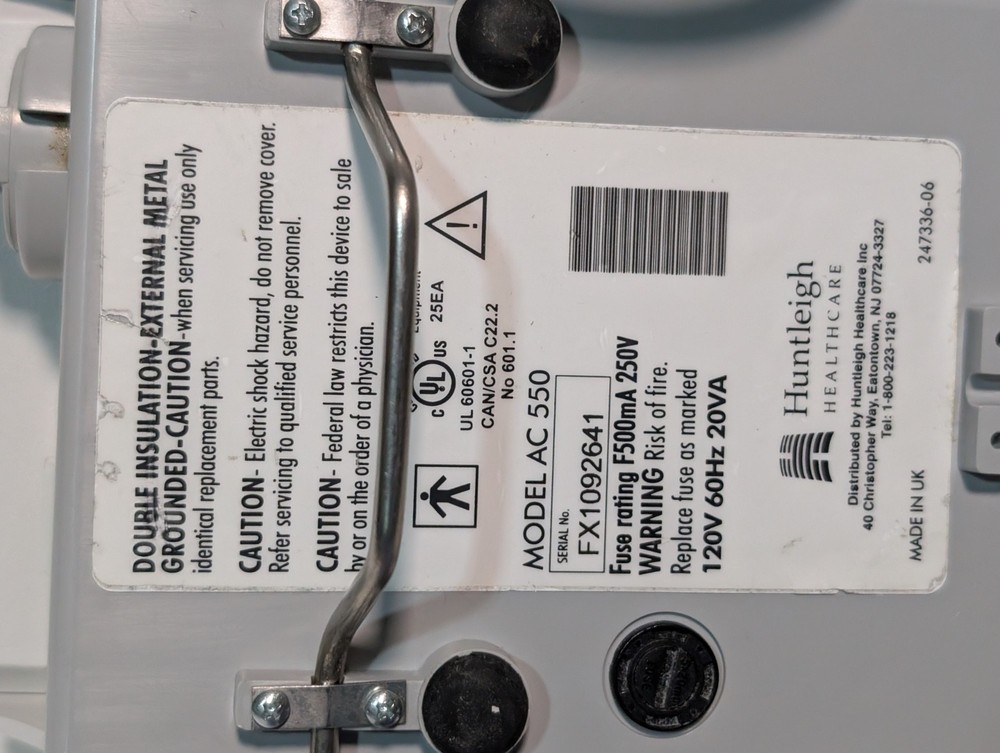 DOUBLE INSULATION-EXTERNAL METAL
GROUNDED-CAUTION-when servicing use only
identical replacement parts.
CAUTION- Electric shock hazard, do not remove cover.
Refer servicing to qualified service personnel.
CAUTION- Federal law restricts this device to sale
by or on the order of a physician.
Equipment
C UL US 25EA
UL 60601-1
CAN/CSA C22.2
No 601.1
MODEL AC 550
SERIAL No.
FX10926641
Fuse rating F500mA 250V
WARNING Risk of fire.
Replace fuse as marked
120V 60Hz 20VA
Huntleigh
HEALTHCARE
Distributed by Huntleigh Healthcare Inc
40 Christopher Way, Eatontown, NJ 07724-3327
Tel: 1-800-223-1218
MADE IN UK
247336-06